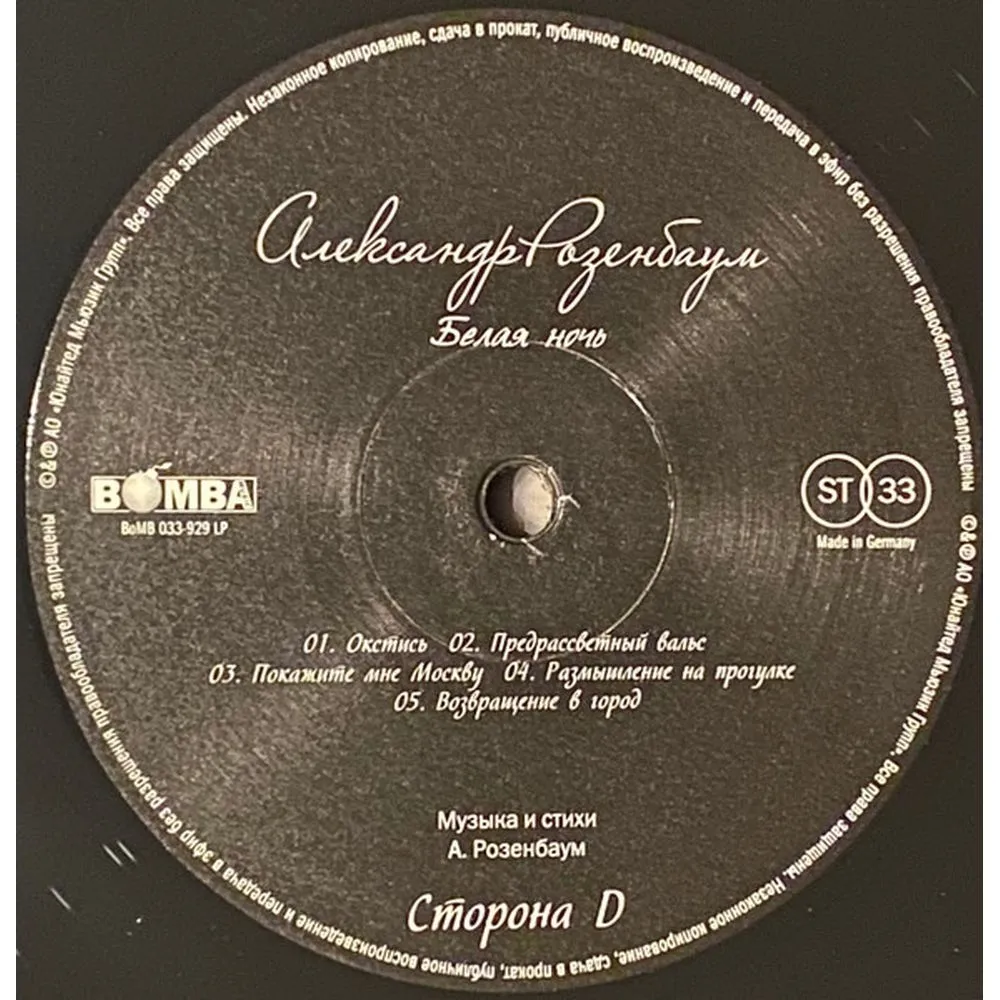 © & ℗ АО «Юнайтед Мьюзик Групп». Все права защищены. Незаконное копирование, сдача в прокат, публичное воспроизведение и передача в эфир без разрешения правообладателя запрещены
© & ℗ АО «Юнайтед Мьюзик Групп». Все права защищены. Незаконное копирование, сдача в прокат, публичное воспроизведение и передача в эфир без разрешения правообладателя запрещены
Александр Розенбаум
Белая ночь
BOMBA
BoMB 033-929 LP
ST 33
Made in Germany
01. Окстись 02. Предрассветный вальс
03. Покажите мне Москву 04. Размышление на прогулке
05. Возвращение в город
Музыка и стихи
А. Розенбаум
Сторона D